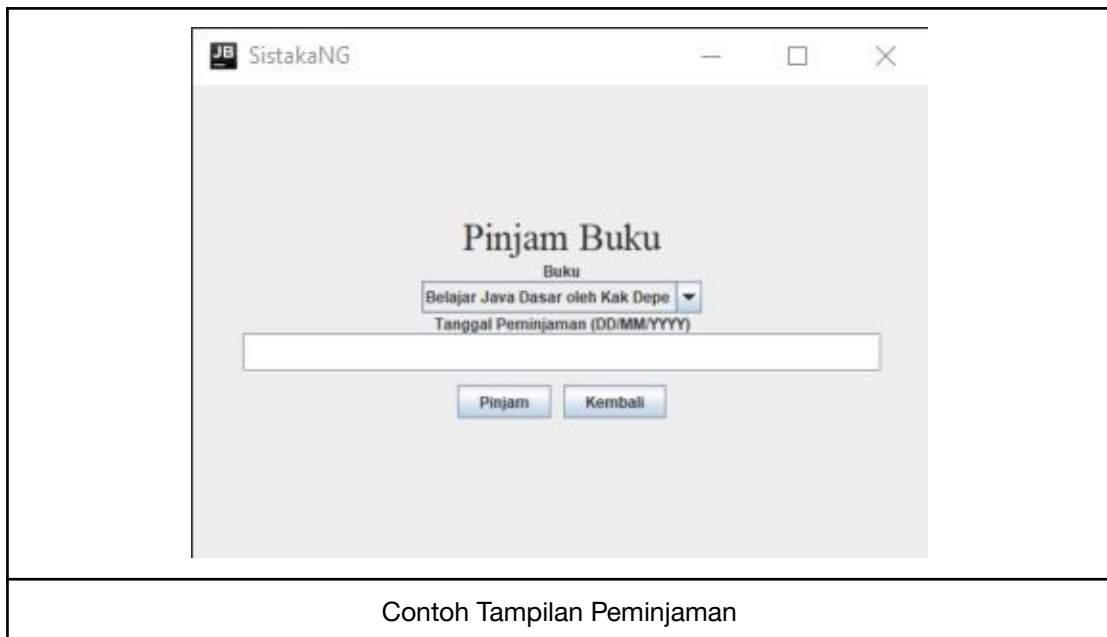 JB SistakaNG
Pinjam Buku
Buku
Belajar Java Dasar oleh Kak Depe
Tanggal Peminjaman (DD/MM/YYYY)
Pinjam Kembali
Contoh Tampilan Peminjaman